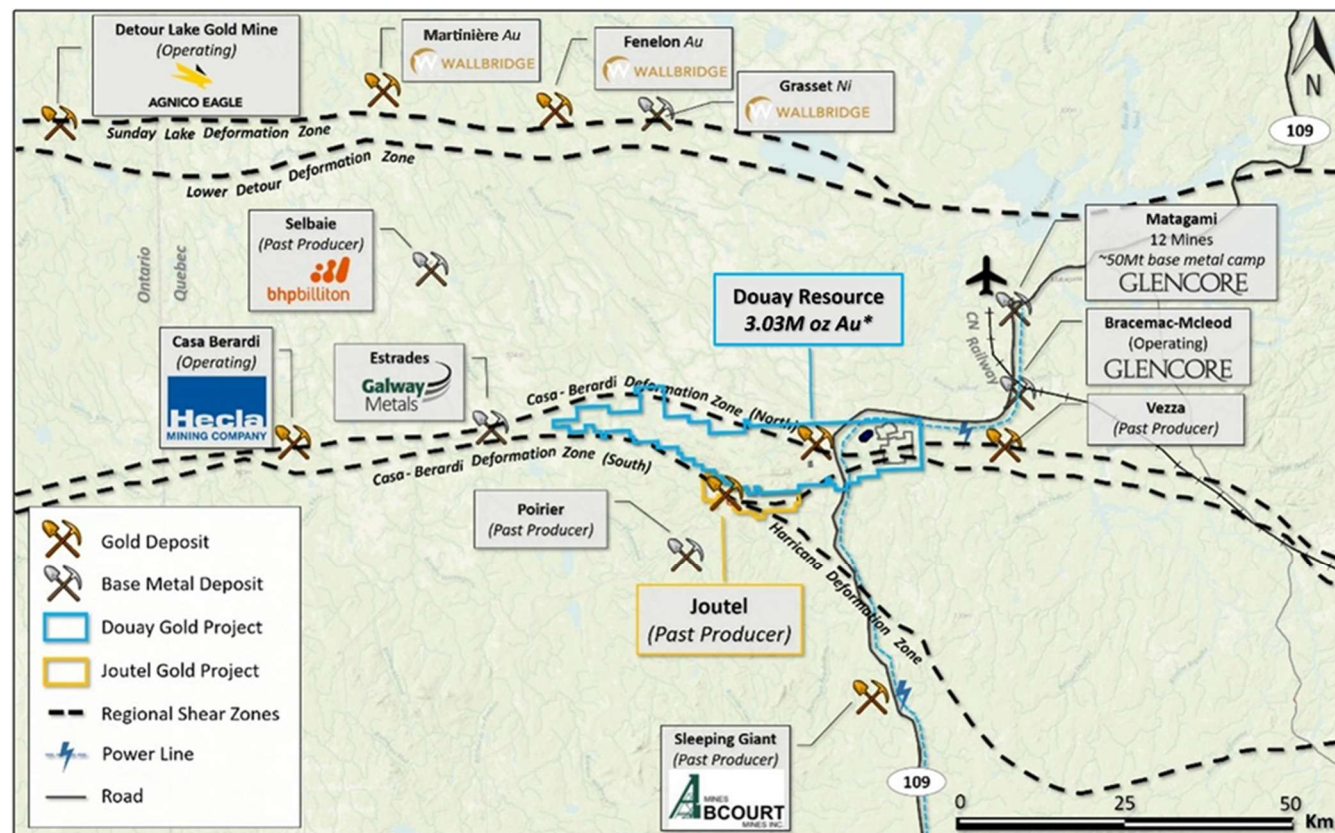 Detour Lake Gold Mine
(Operating)
AGNICO EAGLE
Martinière Au
WALLBRIDGE
Fenelon Au
WALLBRIDGE
Grasset Ni
WALLBRIDGE
N
109
Sunday Lake Deformation Zone
Lower Detour Deformation Zone
Ontario
Quebec
Selbaie
(Past Producer)
bhpbilliton
Matagami
12 Mines
~50Mt base metal camp
GLENCORE
Douay Resource
3.03M oz Au*
CN Railway
Bracemac-Mcleod
(Operating)
GLENCORE
Casa Berardi
(Operating)
Hecla
MINING COMPANY
Estrades
Galway
Metals
Casa-Berardi Deformation Zone (North)
Casa-Berardi Deformation Zone (South)
Vezza
(Past Producer)
Poirier
(Past Producer)
Harricana Deformation Zone
Joutel
(Past Producer)
Gold Deposit
Base Metal Deposit
Douay Gold Project
Joutel Gold Project
Regional Shear Zones
Power Line
Road
Sleeping Giant
(Past Producer)
MINES
ABCOURT
MINES INC.
109
0 25 50
Km